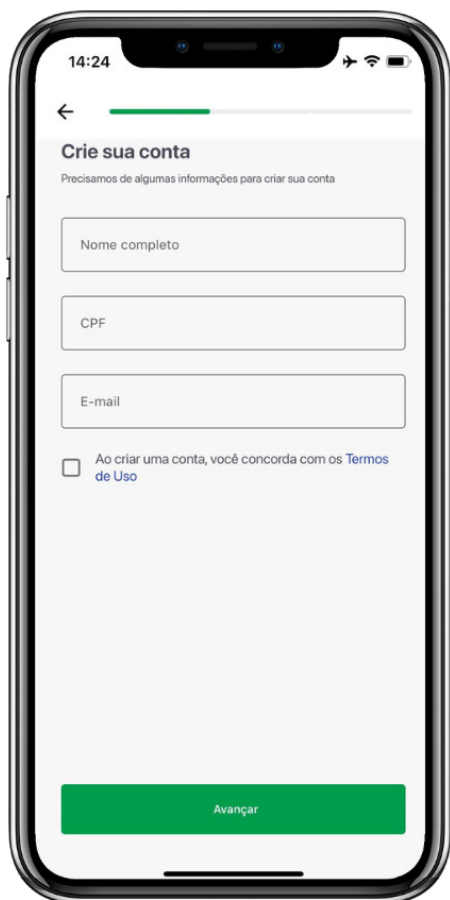 14:24
Crie sua conta
Precisamos de algumas informações para criar sua conta
Nome completo
CPF
E-mail
Ao criar uma conta, você concorda com os Termos
de Uso
Avançar